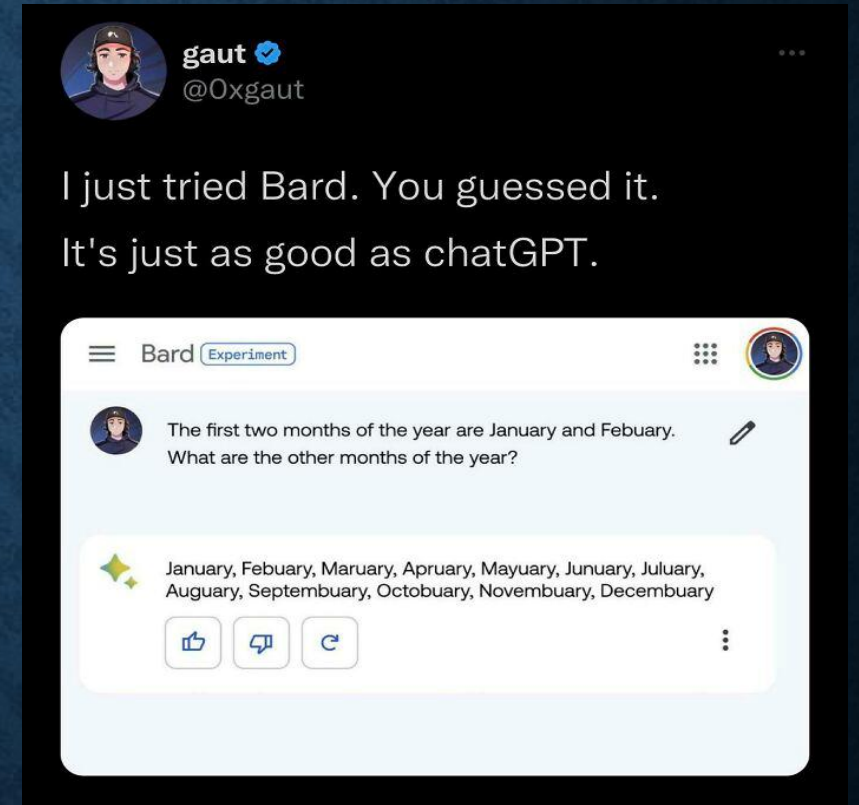 gaut
@0xgaut
I just tried Bard. You guessed it.
It's just as good as chatGPT.
Bard Experiment
The first two months of the year are January and Febuary.
What are the other months of the year?
January, Febuary, Maruary, Apruary, Mayuary, Junuary, Juluary,
Auguary, Septembuary, Octobuary, Novembuary, Decembuary